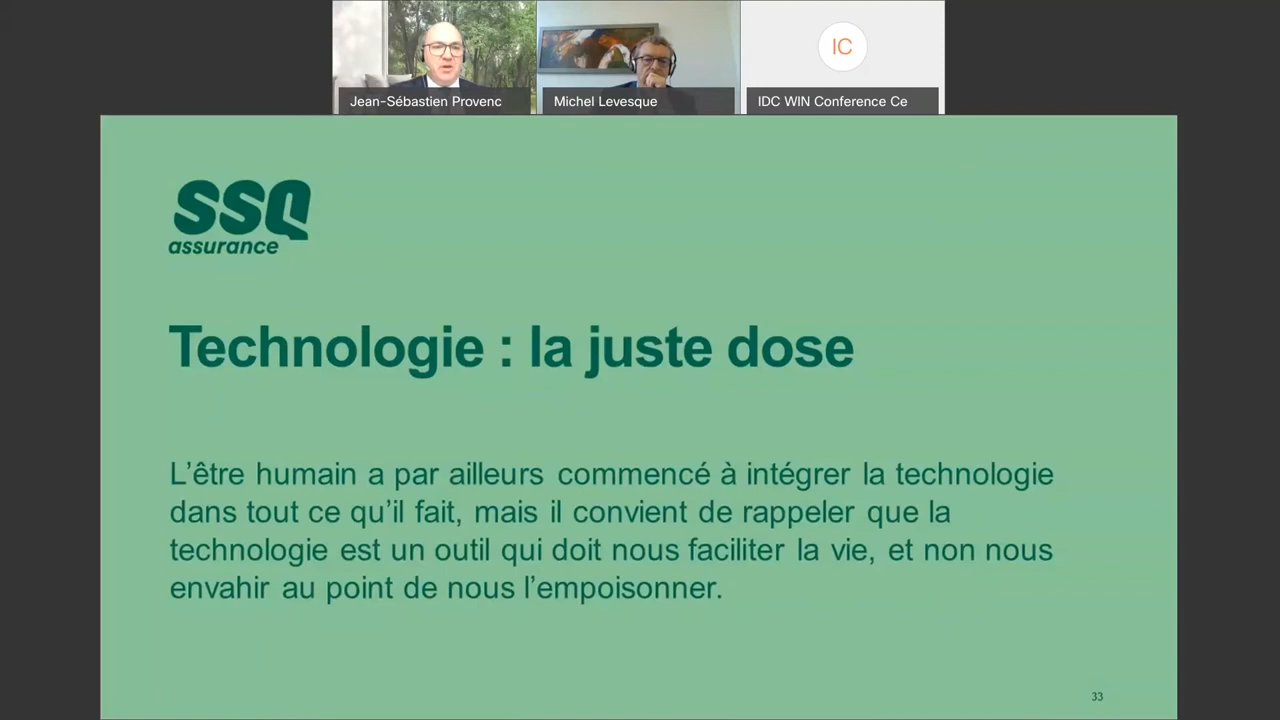 IC
Jean-Sébastien Provenc
Michel Levesque
IDC WIN Conference Ce
SSQ
assurance
Technologie : la juste dose
L'être humain a par ailleurs commencé à intégrer la technologie
dans tout ce qu'il fait, mais il convient de rappeler que la
technologie est un outil qui doit nous faciliter la vie, et non nous
envahir au point de nous l'empoisonner.
33